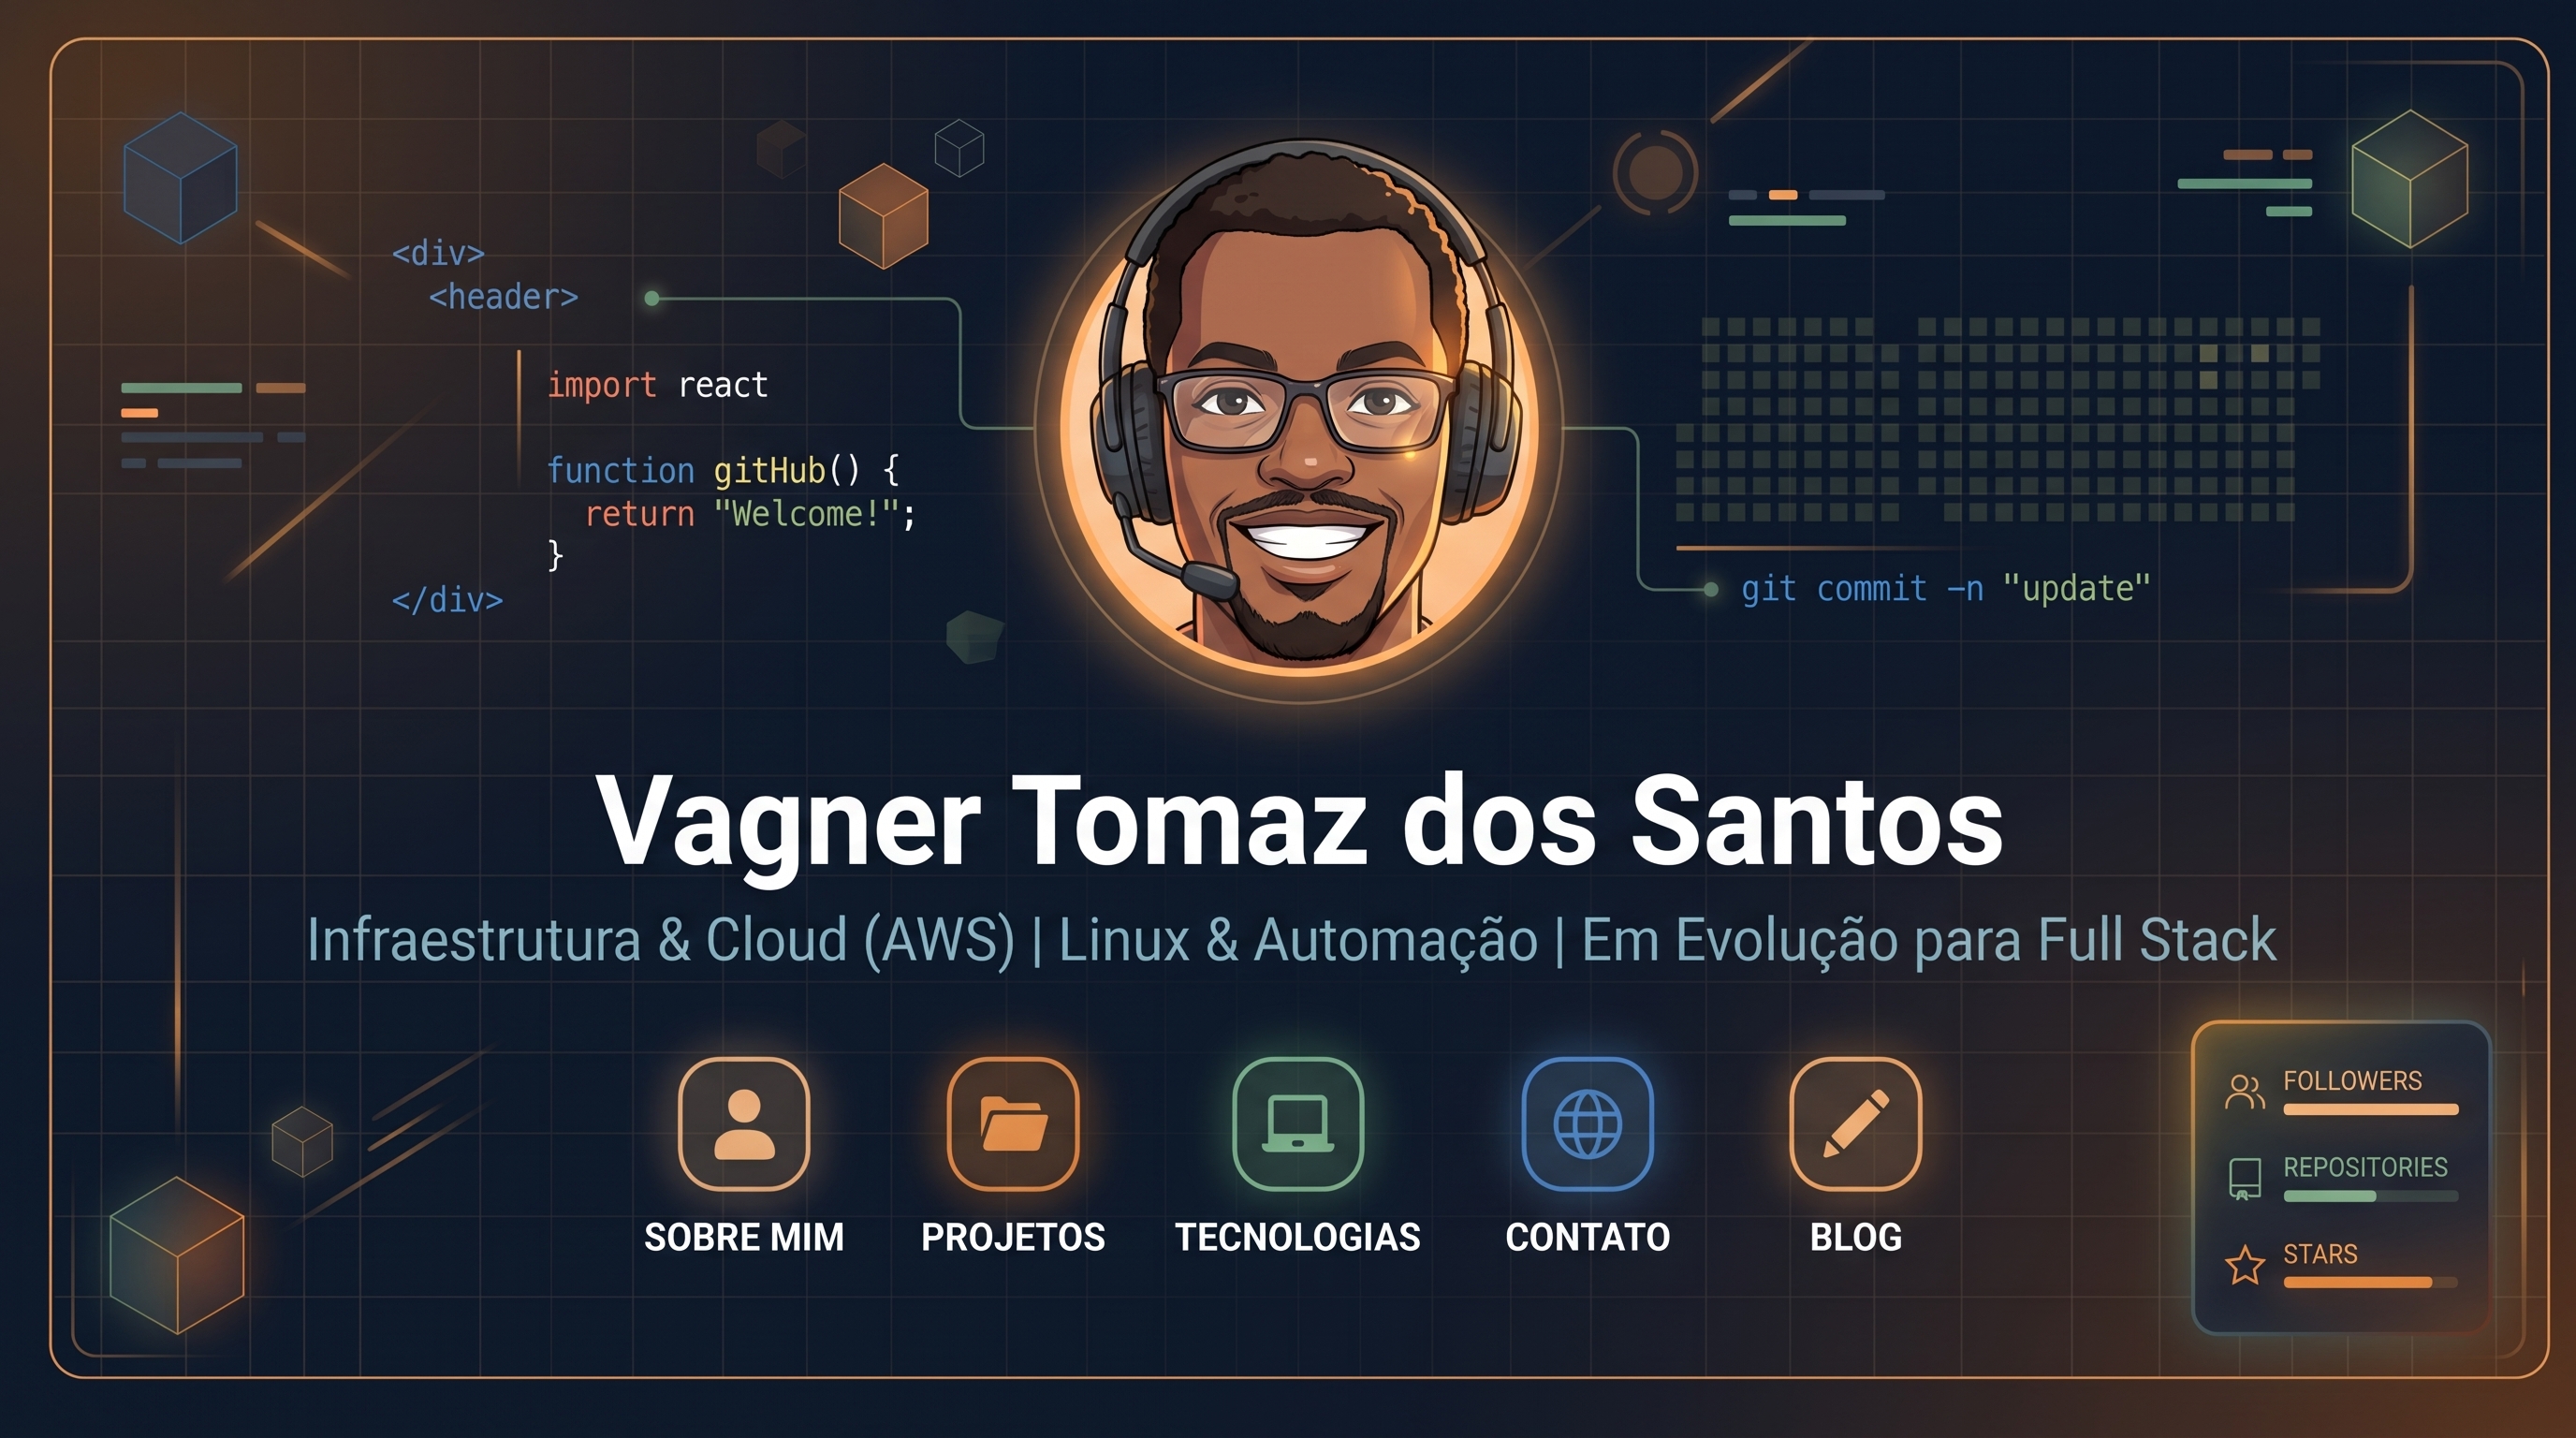 <div>
<header>
import react
function gitHub() {
return "Welcome!";
}
</div>
git commit –n "update"
Vagner Tomaz dos Santos
Infraestrutura & Cloud (AWS) | Linux & Automação | Em Evolução para Full Stack
SOBRE MIM
PROJETOS
TECNOLOGIAS
CONTATO
BLOG
FOLLOWERS
REPOSITORIES
STARS